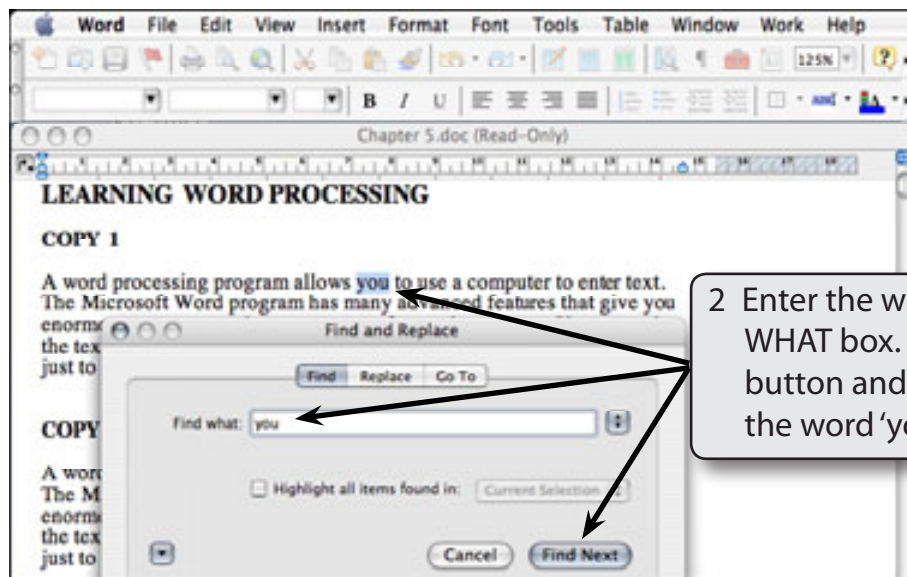 Word File Edit View Insert Format Font Tools Table Window Work Help
125%
B I U
Chapter 5.doc (Read-Only)
LEARNING WORD PROCESSING
COPY 1
A word processing program allows you to use a computer to enter text.
The Microsoft Word program has many advanced features that give you
enorm
the tex
just to
Find and Replace
Find Replace Go To
Find what: you
Highlight all items found in: Current Selection
Cancel Find Next
COPY
A word
The M
enorm
the tex
just to
2 Enter the w
WHAT box.
button and
the word 'yo